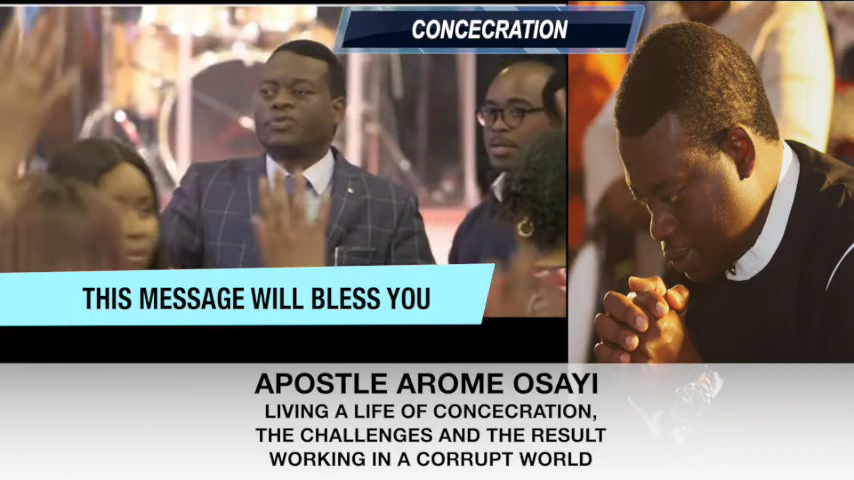 CONCECRATION
THIS MESSAGE WILL BLESS YOU
APOSTLE AROME OSAYI
LIVING A LIFE OF CONCECRATION,
THE CHALLENGES AND THE RESULT
WORKING IN A CORRUPT WORLD